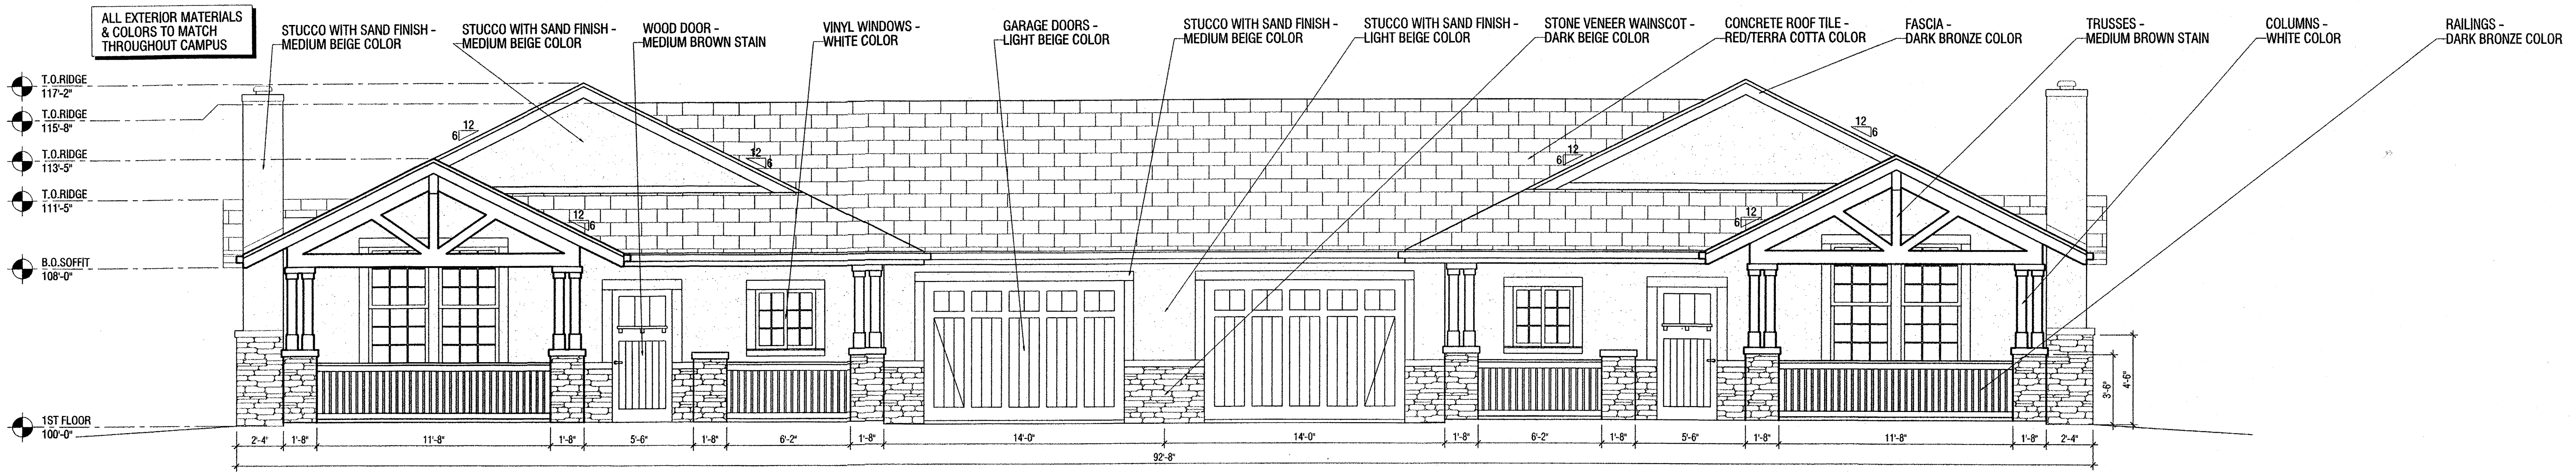 ALL EXTERIOR MATERIALS
& COLORS TO MATCH
THROUGHOUT CAMPUS
STUCCO WITH SAND FINISH -
MEDIUM BEIGE COLOR
STUCCO WITH SAND FINISH -
MEDIUM BEIGE COLOR
WOOD DOOR -
MEDIUM BROWN STAIN
VINYL WINDOWS -
WHITE COLOR
GARAGE DOORS -
LIGHT BEIGE COLOR
STUCCO WITH SAND FINISH -
MEDIUM BEIGE COLOR
STUCCO WITH SAND FINISH -
LIGHT BEIGE COLOR
STONE VENEER WAINSCOT -
DARK BEIGE COLOR
CONCRETE ROOF TILE -
RED/TERRA COTTA COLOR
FASCIA -
DARK BRONZE COLOR
TRUSSES -
MEDIUM BROWN STAIN
COLUMNS -
WHITE COLOR
RAILINGS -
DARK BRONZE COLOR
T.O.RIDGE
117'-2"
T.O.RIDGE
115'-8"
T.O.RIDGE
113'-5"
T.O.RIDGE
111'-5"
B.O.SOFFIT
108'-0"
1ST FLOOR
100'-0"
12
6
12
6
12
6
12
6
12
6
12
6
3'-6"
4'-6"
2'-4"
1'-8"
11'-8"
1'-8"
5'-6"
1'-8"
6'-2"
1'-8"
14'-0"
14'-0"
1'-8"
6'-2"
1'-8"
5'-6"
1'-8"
11'-8"
1'-8"
2'-4"
92'-8"